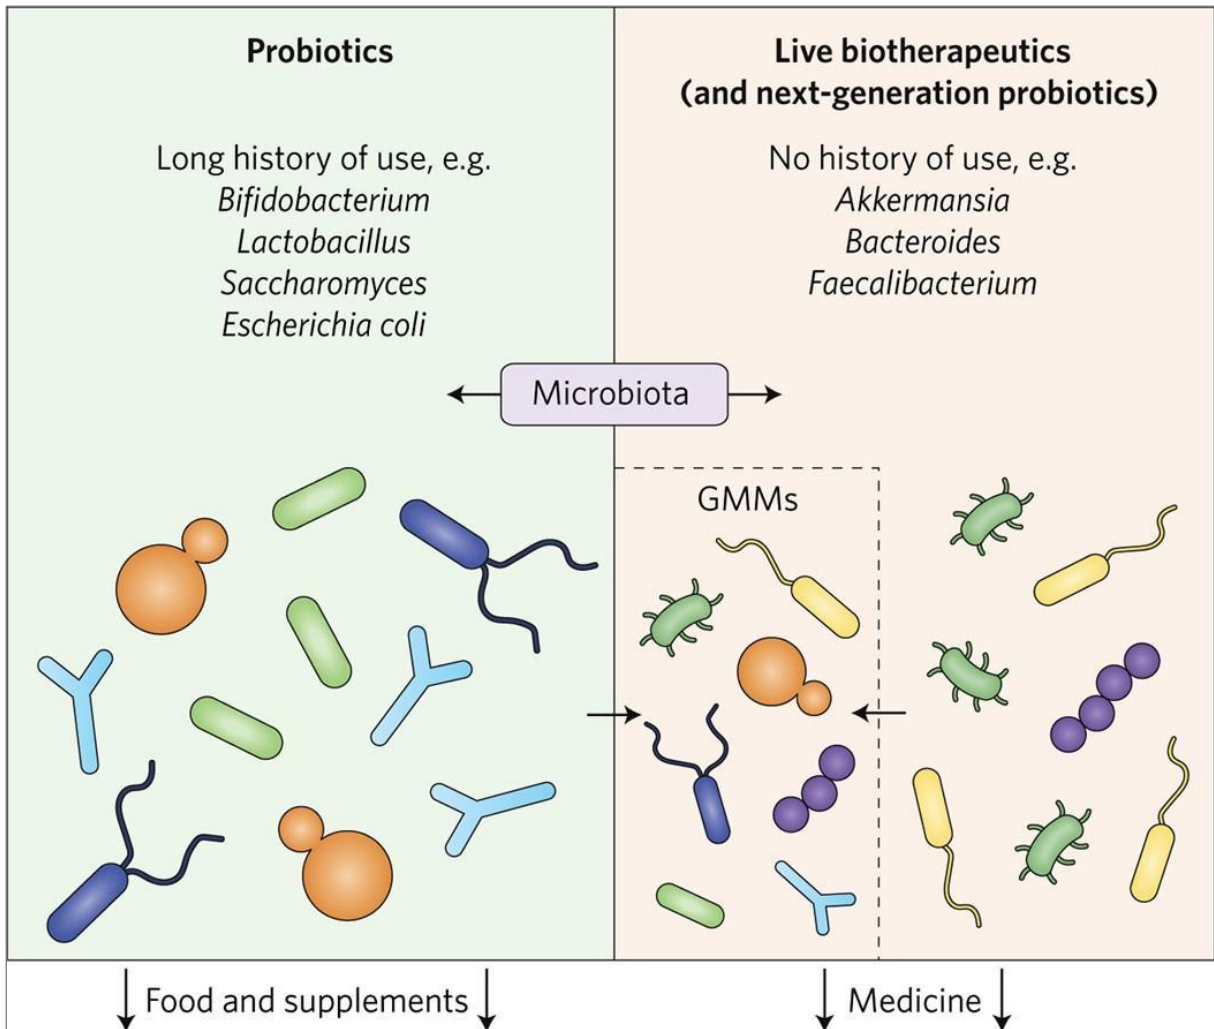 Probiotics
Long history of use, e.g.
Bifidobacterium
Lactobacillus
Saccharomyces
Escherichia coli
Live biotherapeutics
(and next-generation probiotics)
No history of use, e.g.
Akkermansia
Bacteroides
Faecalibacterium
Microbiota
GMMs
Food and supplements
Medicine